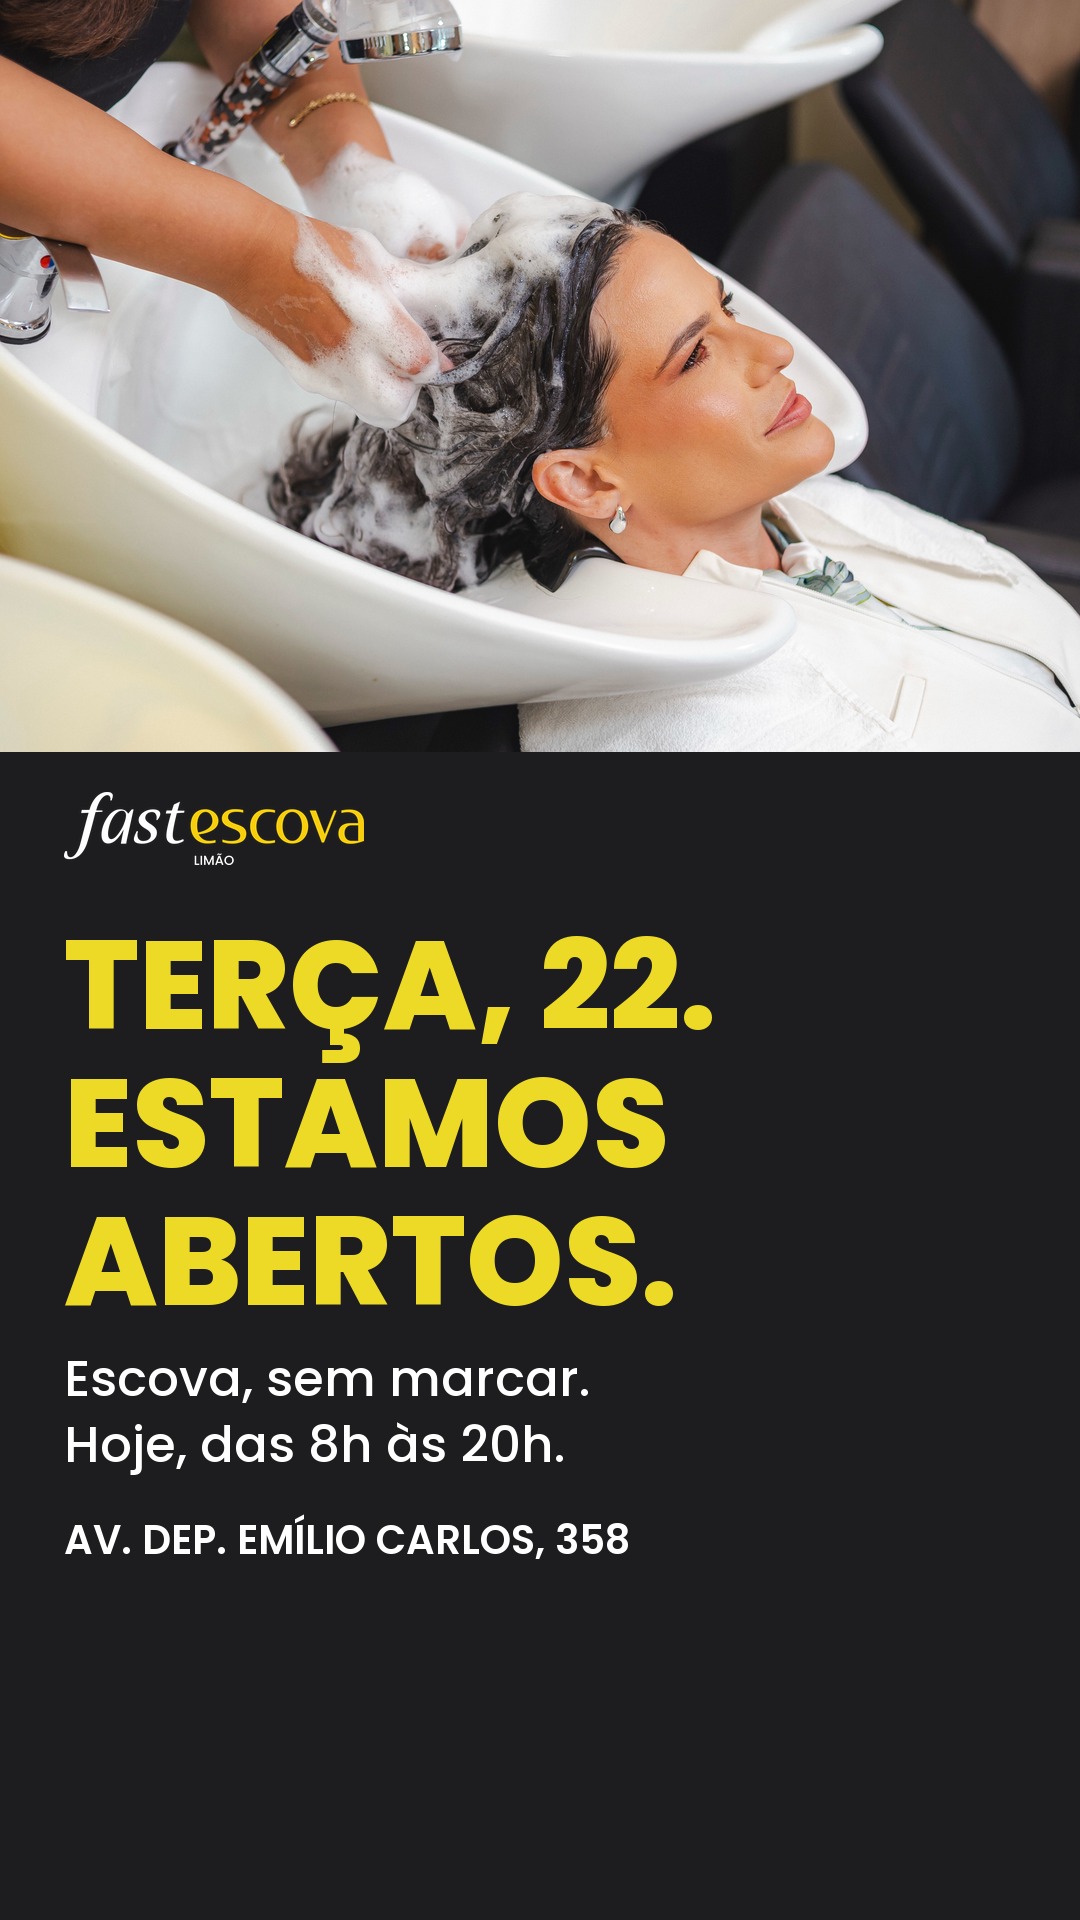 fastescova
LIMÃO
TERÇA, 22.
ESTAMOS
ABERTOS.
Escova, sem marcar.
Hoje, das 8h às 20h.
AV. DEP. EMÍLIO CARLOS, 358